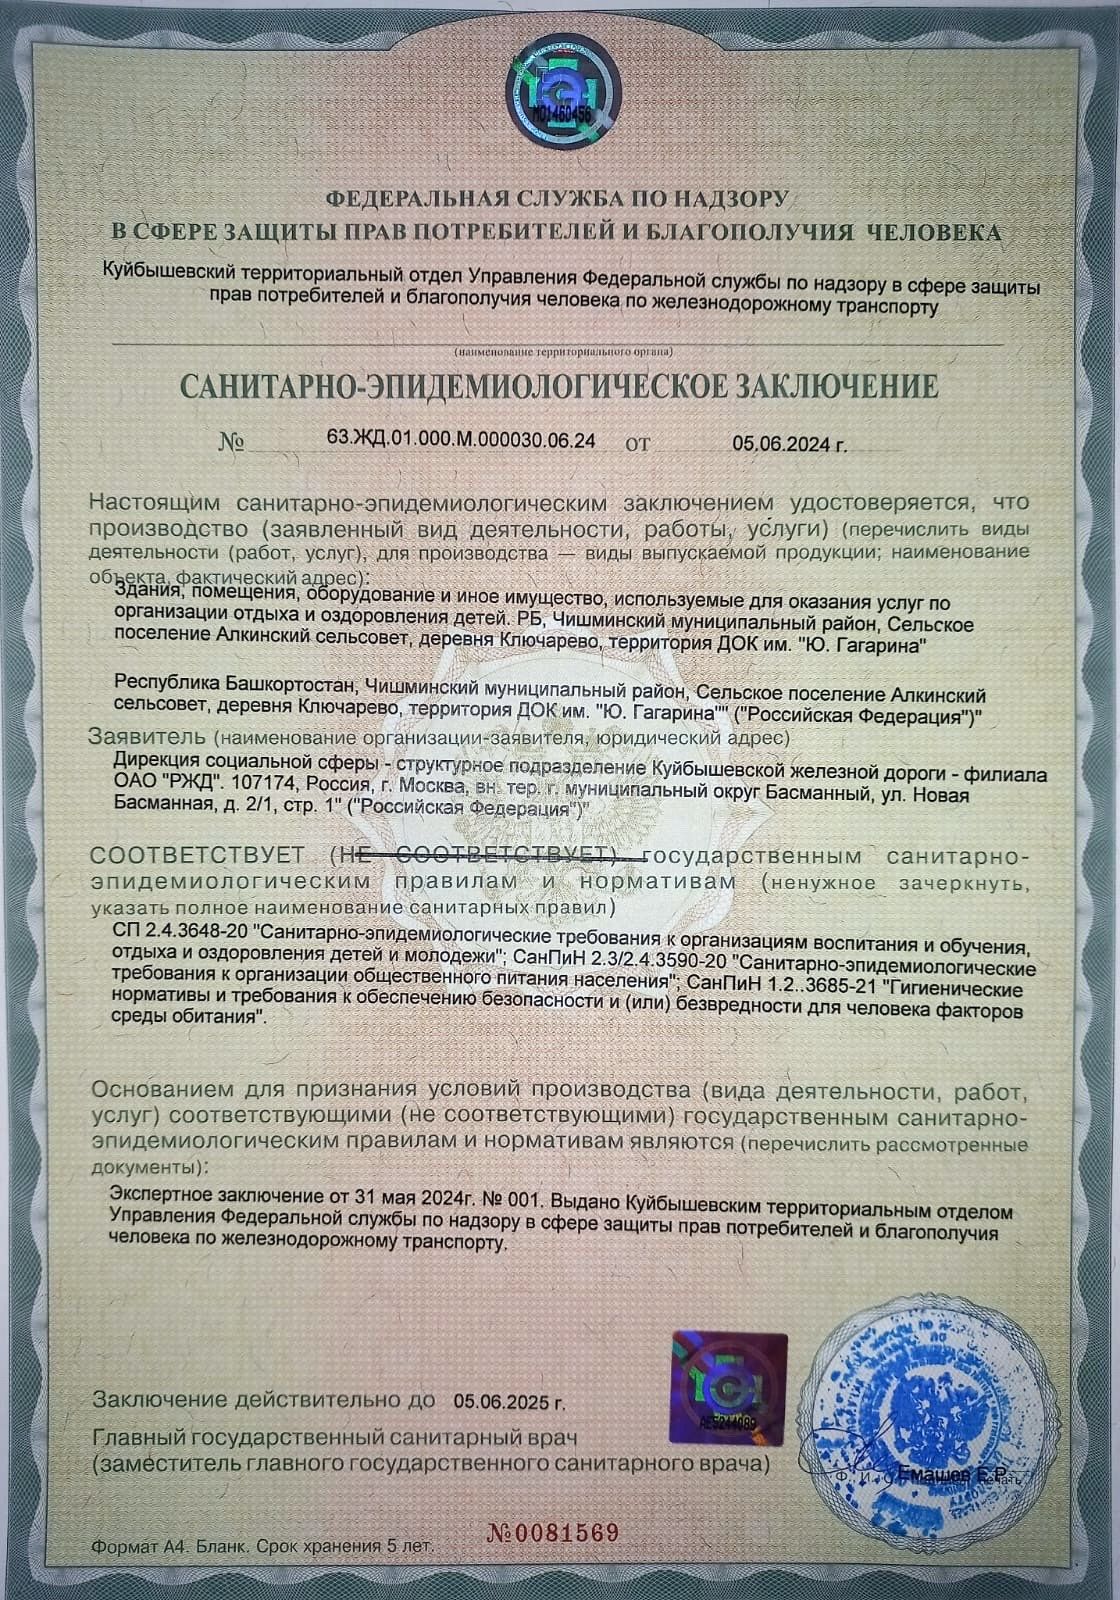 М01460456
ФЕДЕРАЛЬНАЯ СЛУЖБА ПО НАДЗОРУ
В СФЕРЕ ЗАЩИТЫ ПРАВ ПОТРЕБИТЕЛЕЙ И БЛАГОПОЛУЧИЯ ЧЕЛОВЕКА
Куйбышевский территориальный отдел Управления Федеральной службы по надзору в сфере защиты
прав потребителей и благополучия человека по железнодорожному транспорту
(наименование территориального органа)
САНИТАРНО-ЭПИДЕМИОЛОГИЧЕСКОЕ ЗАКЛЮЧЕНИЕ
№ 63.ЖД.01.000.М.000030.06.24 от 05.06.2024 г.
Настоящим санитарно-эпидемиологическим заключением удостоверяется, что
производство (заявленный вид деятельности, работы, услуги) (перечислить виды
деятельности (работ, услуг), для производства — виды выпускаемой продукции; наименование
объекта, фактический адрес):
Здания, помещения, оборудование и иное имущество, используемые для оказания услуг по
организации отдыха и оздоровления детей. РБ, Чишминский муниципальный район, Сельское
поселение Алкинский сельсовет, деревня Ключарево, территория ДОК им. "Ю. Гагарина"
Республика Башкортостан, Чишминский муниципальный район, Сельское поселение Алкинский
сельсовет, деревня Ключарево, территория ДОК им. "Ю. Гагарина"" ("Российская Федерация")"
Заявитель (наименование организации-заявителя, юридический адрес)
Дирекция социальной сферы - структурное подразделение Куйбышевской железной дороги - филиала
ОАО "РЖД". 107174, Россия, г. Москва, вн. тер. г. муниципальный округ Басманный, ул. Новая
Басманная, д. 2/1, стр. 1" ("Российская Федерация")"
СООТВЕТСТВУЕТ (НЕ СООТВЕТСТВУЕТ) государственным санитарно-
эпидемиологическим правилам и нормативам (ненужное зачеркнуть,
указать полное наименование санитарных правил)
СП 2.4.3648-20 "Санитарно-эпидемиологические требования к организациям воспитания и обучения,
отдыха и оздоровления детей и молодежи"; СанПиН 2.3/2.4.3590-20 "Санитарно-эпидемиологические
требования к организации общественного питания населения"; СанПиН 1.2..3685-21 "Гигиенические
нормативы и требования к обеспечению безопасности и (или) безвредности для человека факторов
среды обитания".
Основанием для признания условий производства (вида деятельности, работ,
услуг) соответствующими (не соответствующими) государственным санитарно-
эпидемиологическим правилам и нормативам являются (перечислить рассмотренные
документы):
Экспертное заключение от 31 мая 2024г. № 001. Выдано Куйбышевским территориальным отделом
Управления Федеральной службы по надзору в сфере защиты прав потребителей и благополучия
человека по железнодорожному транспорту.
Заключение действительно до 05.06.2025 г.
Главный государственный санитарный врач
(заместитель главного государственного санитарного врача)
Ф. И. О. Емашев Е.Р.
№0081569
Формат А4. Бланк. Срок хранения 5 лет.